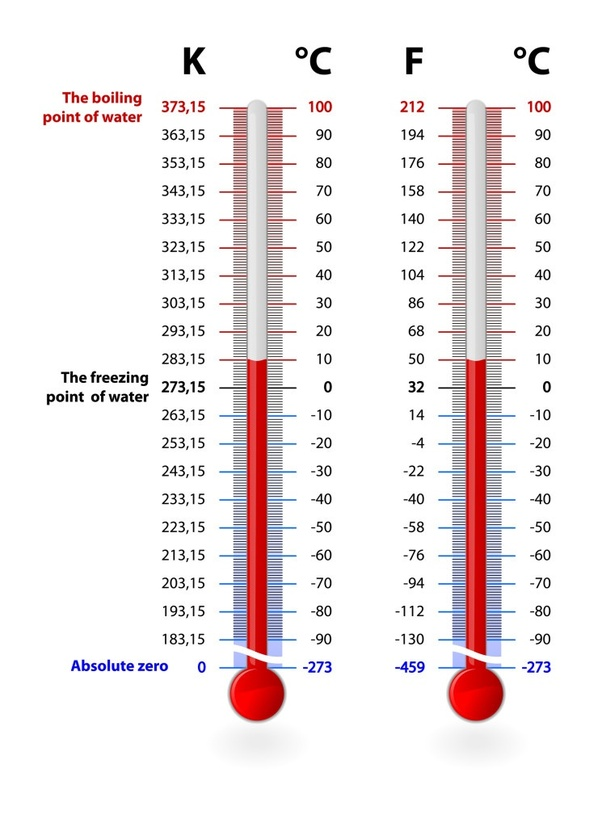 K °C F °C
The boiling
point of water
373,15 100 212 100
363,15 90 194 90
353,15 80 176 80
343,15 70 158 70
333,15 60 140 60
323,15 50 122 50
313,15 40 104 40
303,15 30 86 30
293,15 20 68 20
283,15 10 50 10
The freezing
point of water
273,15 0 32 0
263,15 -10 14 -10
253,15 -20 -4 -20
243,15 -30 -22 -30
233,15 -40 -40 -40
223,15 -50 -58 -50
213,15 -60 -76 -60
203,15 -70 -94 -70
193,15 -80 -112 -80
183,15 -90 -130 -90
Absolute zero 0 -273 -459 -273